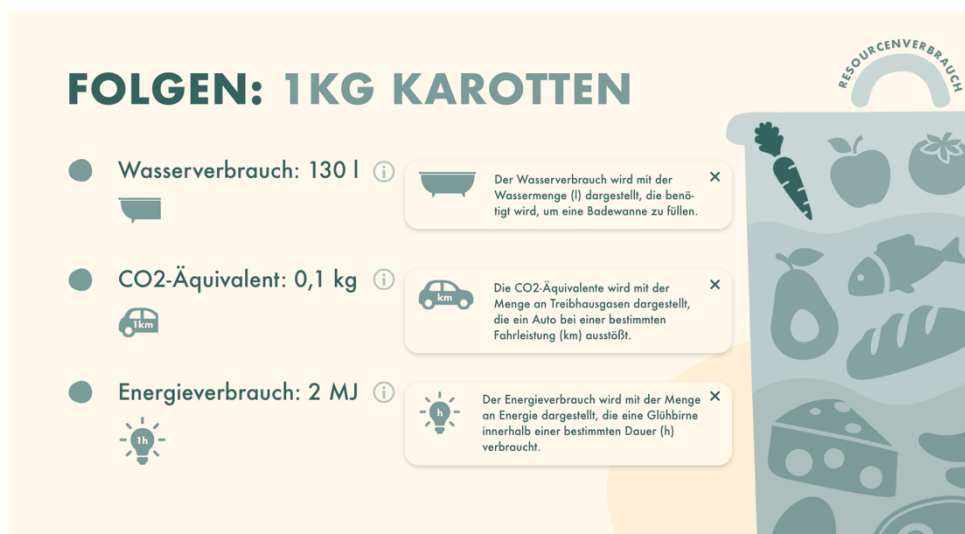 RESOURCENVERBRAUCH
FOLGEN: 1KG KAROTTEN
Wasserverbrauch: 130 l i
Der Wasserverbrauch wird mit der
Wassermenge (l) dargestellt, die benö-
tigt wird, um eine Badewanne zu füllen.
CO2-Äquivalent: 0,1 kg i
1km
km
Die CO2-Äquivalente wird mit der
Menge an Treibhausgasen dargestellt,
die ein Auto bei einer bestimmten
Fahrleistung (km) ausstößt.
Energieverbrauch: 2 MJ i
1h
h
Der Energieverbrauch wird mit der Menge
an Energie dargestellt, die eine Glühbirne
innerhalb einer bestimmten Dauer (h)
verbraucht.